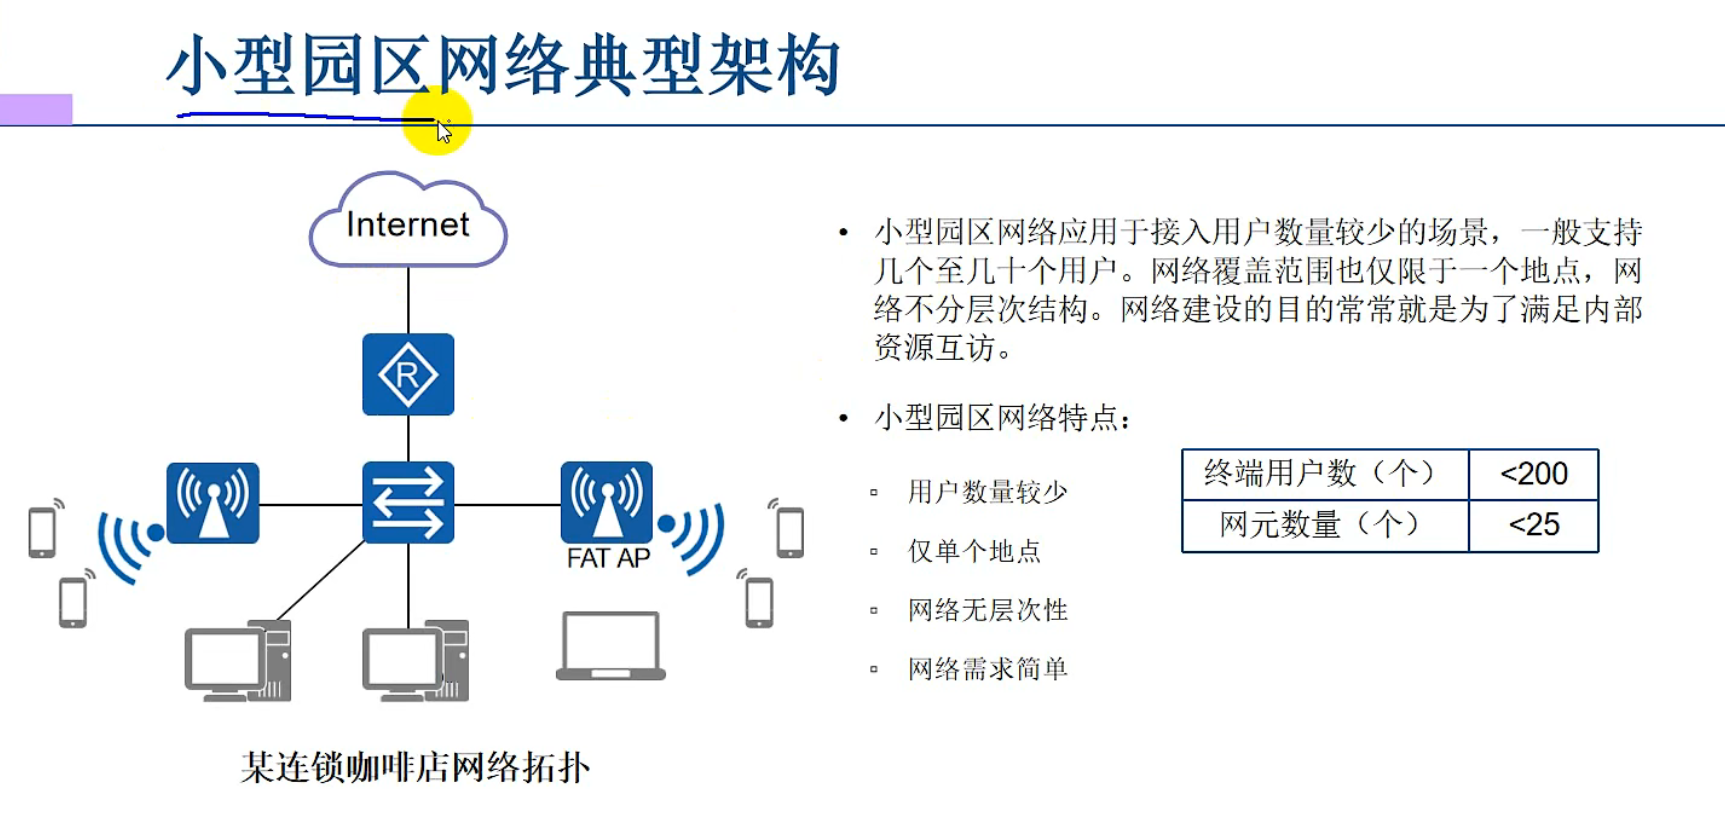 小型园区网络典型架构
Internet
R
FAT AP
某连锁咖啡店网络拓扑
• 小型园区网络应用于接入用户数量较少的场景，一般支持
几个至几十个用户。网络覆盖范围也仅限于一个地点，网
络不分层次结构。网络建设的目的常常就是为了满足内部
资源互访。
• 小型园区网络特点：
▫ 用户数量较少
▫ 仅单个地点
▫ 网络无层次性
▫ 网络需求简单
终端用户数（个） <200
网元数量（个） <25